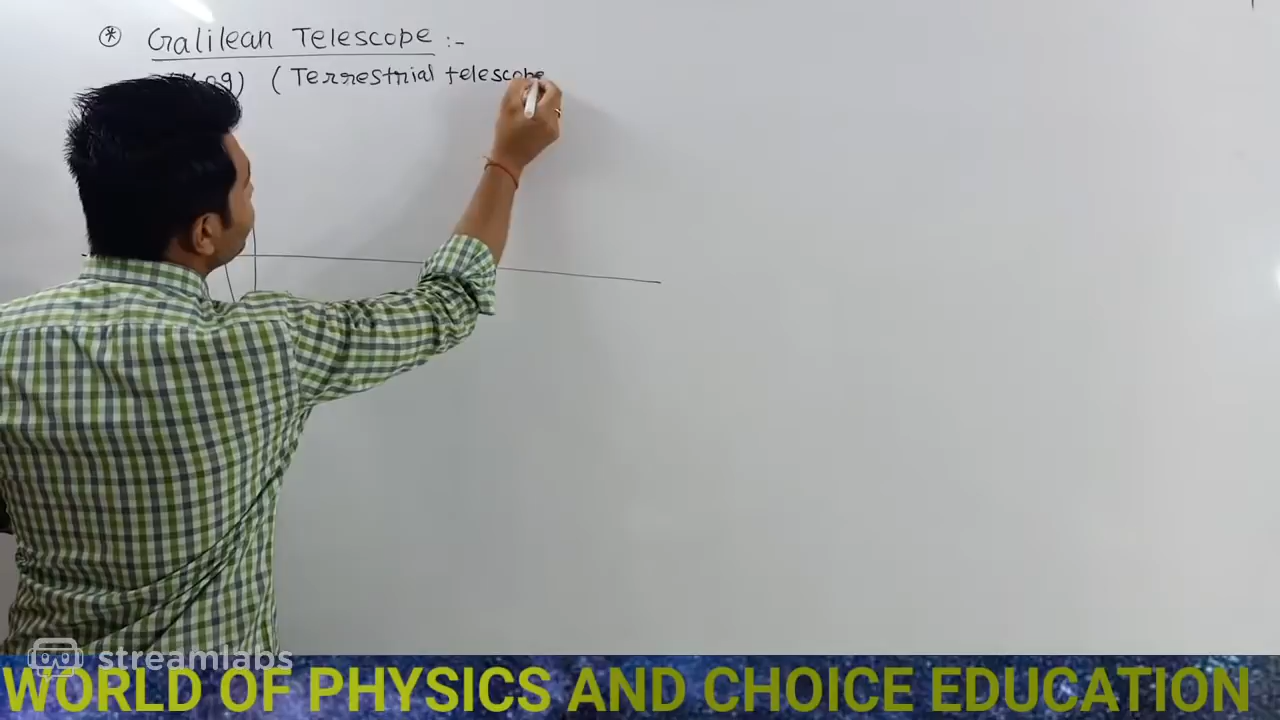 * Galilean Telescope :-
(Terrestrial telescope
streamlabs
WORLD OF PHYSICS AND CHOICE EDUCATION